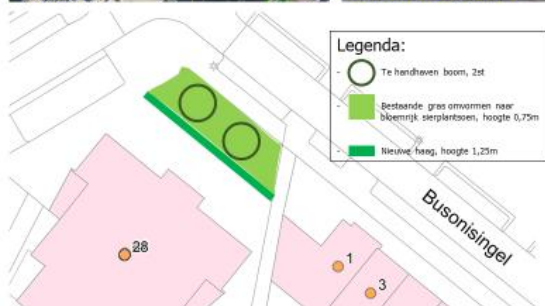 Legenda:
Te handhaven boom, 2st
Bestaande gras omvormen naar
bloemrijk sierplantsoen, hoogte 0,75m
Nieuwe haag, hoogte 1,25m
Busonisingel
28
1
3